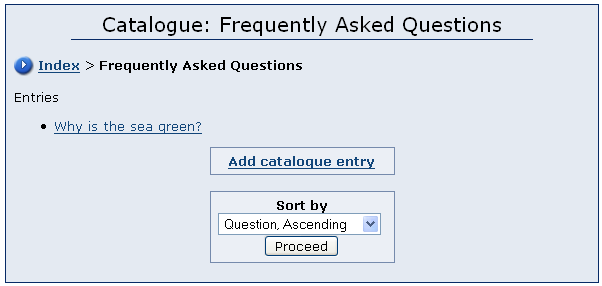 Catalogue: Frequently Asked Questions
Index > Frequently Asked Questions
Entries
• Why is the sea green?
Add catalogue entry
Sort by
Question, Ascending
Proceed